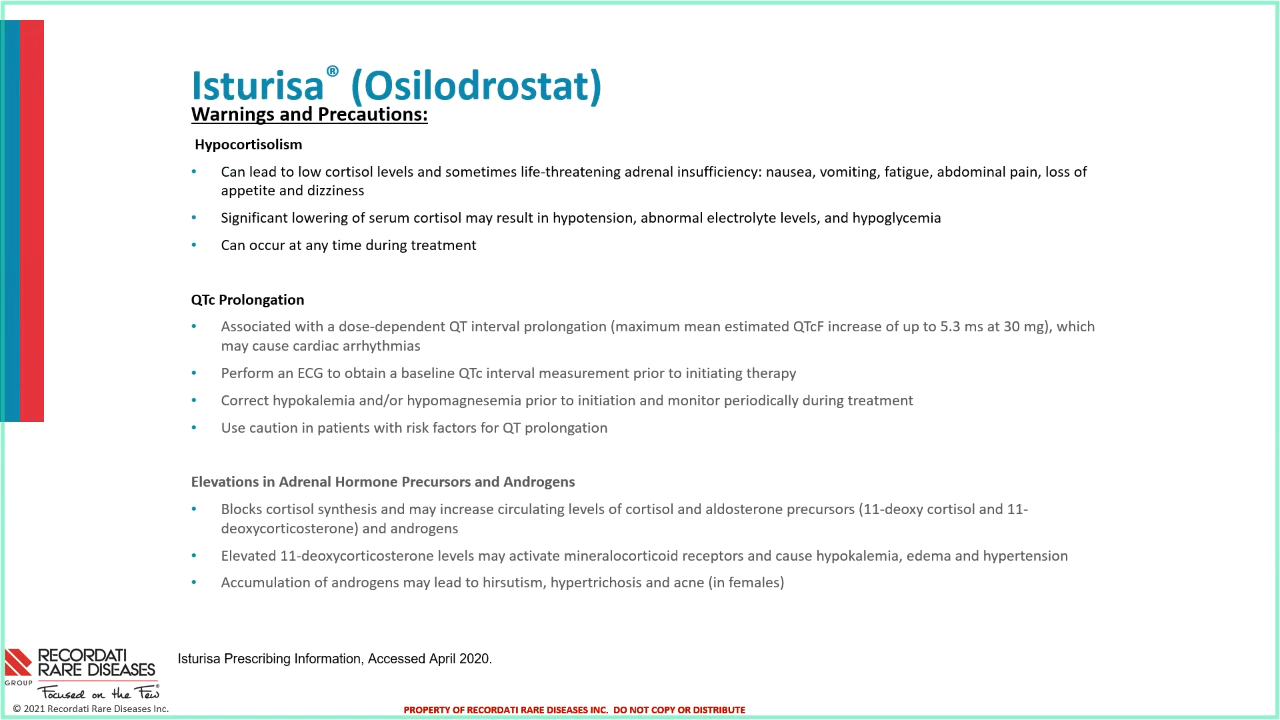 Isturisa® (Osilodrostat)
Warnings and Precautions:
Hypocortisolism
• Can lead to low cortisol levels and sometimes life-threatening adrenal insufficiency: nausea, vomiting, fatigue, abdominal pain, loss of
appetite and dizziness
• Significant lowering of serum cortisol may result in hypotension, abnormal electrolyte levels, and hypoglycemia
• Can occur at any time during treatment
QTc Prolongation
• Associated with a dose-dependent QT interval prolongation (maximum mean estimated QTcF increase of up to 5.3 ms at 30 mg), which
may cause cardiac arrhythmias
• Perform an ECG to obtain a baseline QTc interval measurement prior to initiating therapy
• Correct hypokalemia and/or hypomagnesemia prior to initiation and monitor periodically during treatment
• Use caution in patients with risk factors for QT prolongation
Elevations in Adrenal Hormone Precursors and Androgens
• Blocks cortisol synthesis and may increase circulating levels of cortisol and aldosterone precursors (11-deoxy cortisol and 11-
deoxycorticosterone) and androgens
• Elevated 11-deoxycorticosterone levels may activate mineralocorticoid receptors and cause hypokalemia, edema and hypertension
• Accumulation of androgens may lead to hirsutism, hypertrichosis and acne (in females)
Isturisa Prescribing Information, Accessed April 2020.
RECORDATI
RARE DISEASES
GROUP
Focused on the Few®
© 2021 Recordati Rare Diseases Inc.
PROPERTY OF RECORDATI RARE DISEASES INC. DO NOT COPY OR DISTRIBUTE